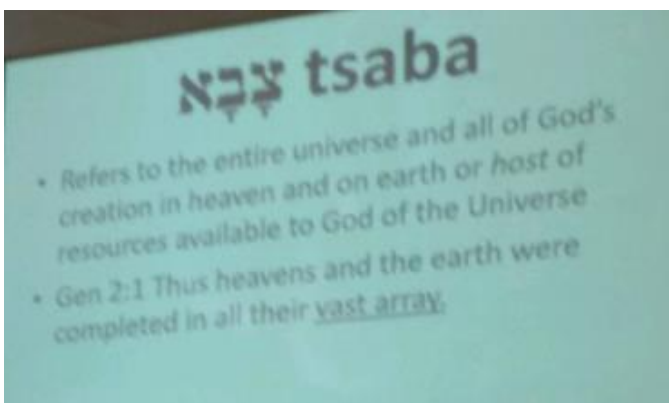 צָבָא tsaba
• Refers to the entire universe and all of God's
creation in heaven and on earth or host of
resources available to God of the Universe
• Gen 2:1 Thus heavens and the earth were
completed in all their vast array.